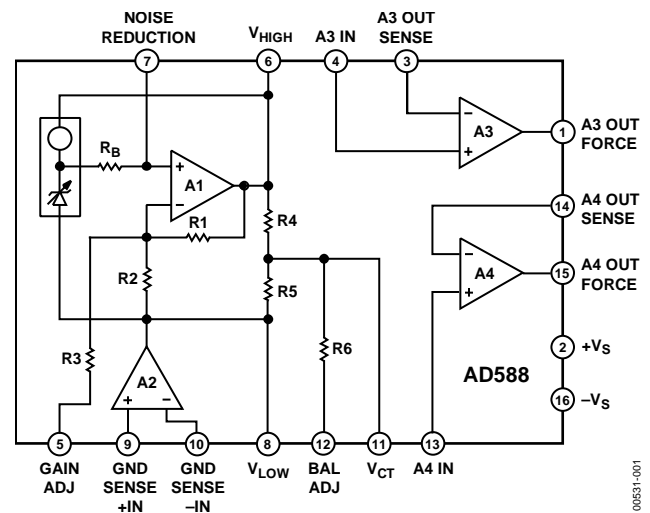 NOISE
REDUCTION
VHIGH
A3 IN
A3 OUT
SENSE
7
6
4
3
RB
A1
+
−
R1
R2
R3
R4
R5
R6
A2
+
−
A3
−
+
1
A3 OUT
FORCE
14
A4 OUT
SENSE
A4
−
+
15
A4 OUT
FORCE
2
+VS
AD588
16
−VS
5
9
10
8
12
11
13
GAIN
ADJ
GND
SENSE
+IN
GND
SENSE
−IN
VLOW
BAL
ADJ
VCT
A4 IN
00531-001